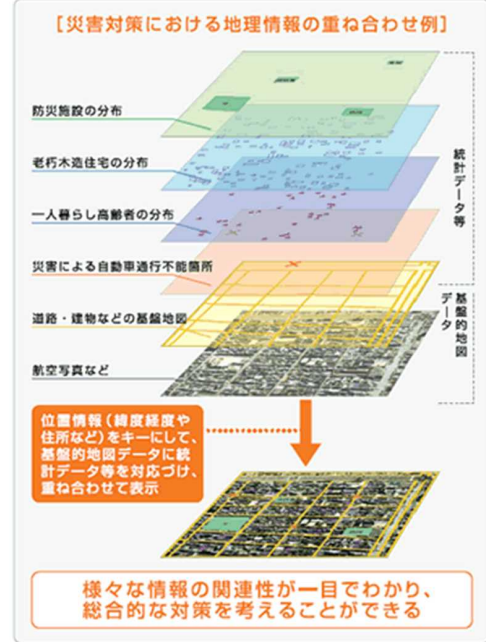 ［災害対策における地理情報の重ね合わせ例］
防災施設の分布
老朽木造住宅の分布
一人暮らし高齢者の分布
災害による自動車通行不能箇所
道路・建物などの基盤地図
航空写真など
統計データ等
基盤的地図
データ
位置情報（緯度経度や
住所など）をキーにして、
基盤的地図データに統
計データ等を対応づけ、
重ね合わせて表示
様々な情報の関連性が一目でわかり、
総合的な対策を考えることができる